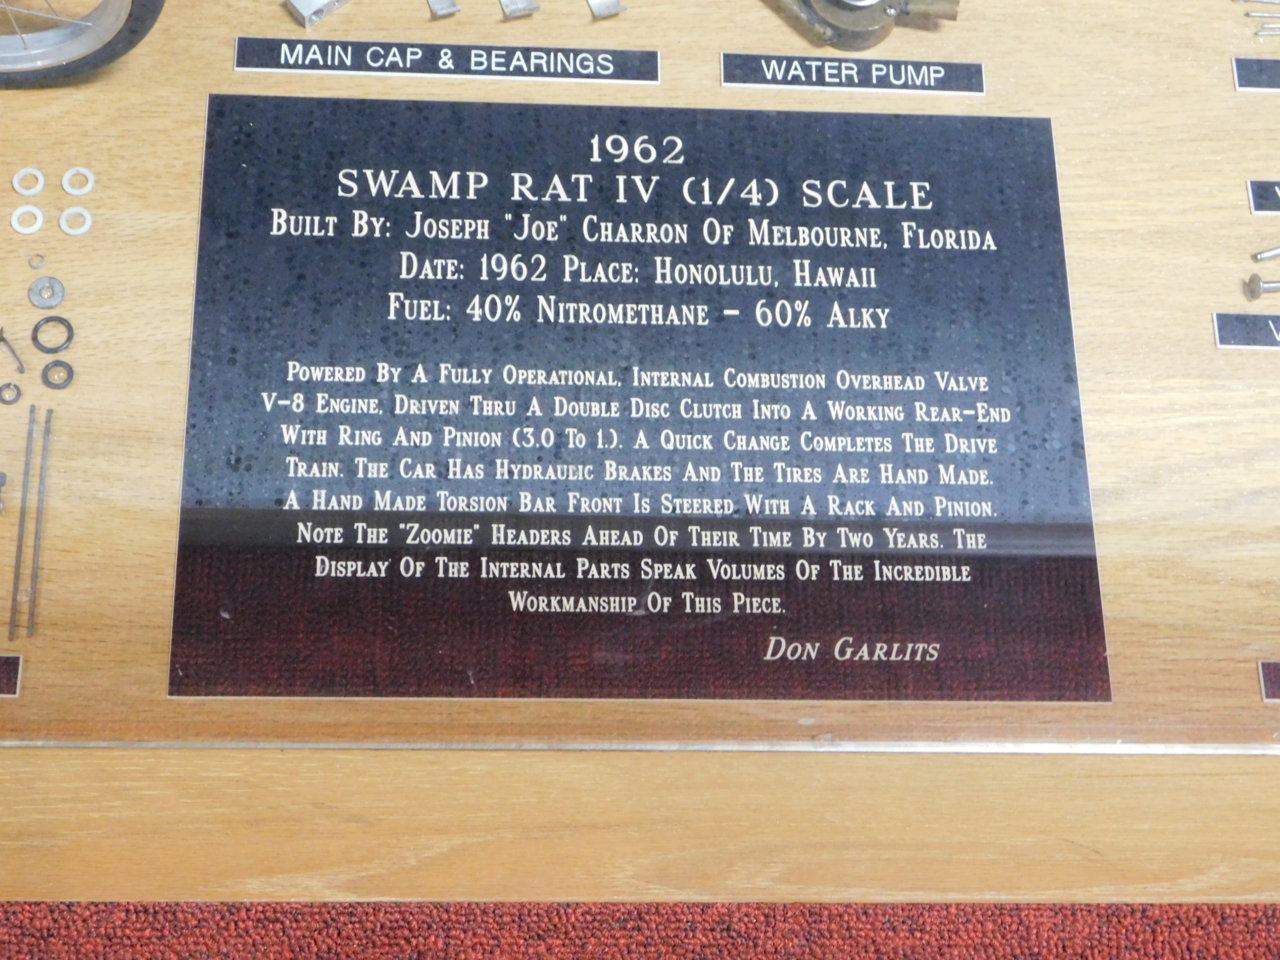 MAIN CAP & BEARINGS
WATER PUMP
1962
SWAMP RAT IV (1/4) SCALE
BUILT BY: JOSEPH "JOE" CHARRON OF MELBOURNE, FLORIDA
DATE: 1962 PLACE: HONOLULU, HAWAII
FUEL: 40% NITROMETHANE - 60% ALKY
POWERED BY A FULLY OPERATIONAL, INTERNAL COMBUSTION OVERHEAD VALVE
V-8 ENGINE, DRIVEN THRU A DOUBLE DISC CLUTCH INTO A WORKING REAR-END
WITH RING AND PINION (3.0 TO 1.). A QUICK CHANGE COMPLETES THE DRIVE
TRAIN. THE CAR HAS HYDRAULIC BRAKES AND THE TIRES ARE HAND MADE.
A HAND MADE TORSION BAR FRONT IS STEERED WITH A RACK AND PINION.
NOTE THE "ZOOMIE" HEADERS AHEAD OF THEIR TIME BY TWO YEARS. THE
DISPLAY OF THE INTERNAL PARTS SPEAK VOLUMES OF THE INCREDIBLE
WORKMANSHIP OF THIS PIECE.
DON GARLITS